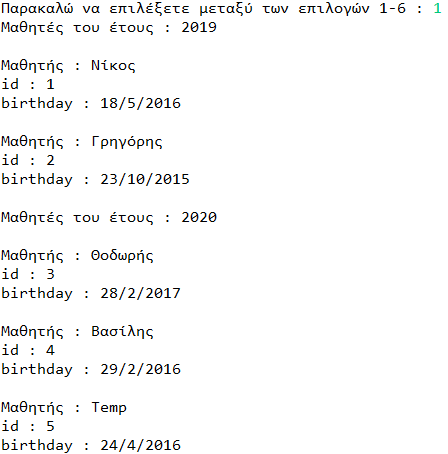 Παρακαλώ να επιλέξετε μεταξύ των επιλογών 1-6 : 1
Μαθητές του έτους : 2019
Μαθητής : Νίκος
id : 1
birthday : 18/5/2016
Μαθητής : Γρηγόρης
id : 2
birthday : 23/10/2015
Μαθητές του έτους : 2020
Μαθητής : Θοδωρής
id : 3
birthday : 28/2/2017
Μαθητής : Βασίλης
id : 4
birthday : 29/2/2016
Μαθητής : Temp
id : 5
birthday : 24/4/2016